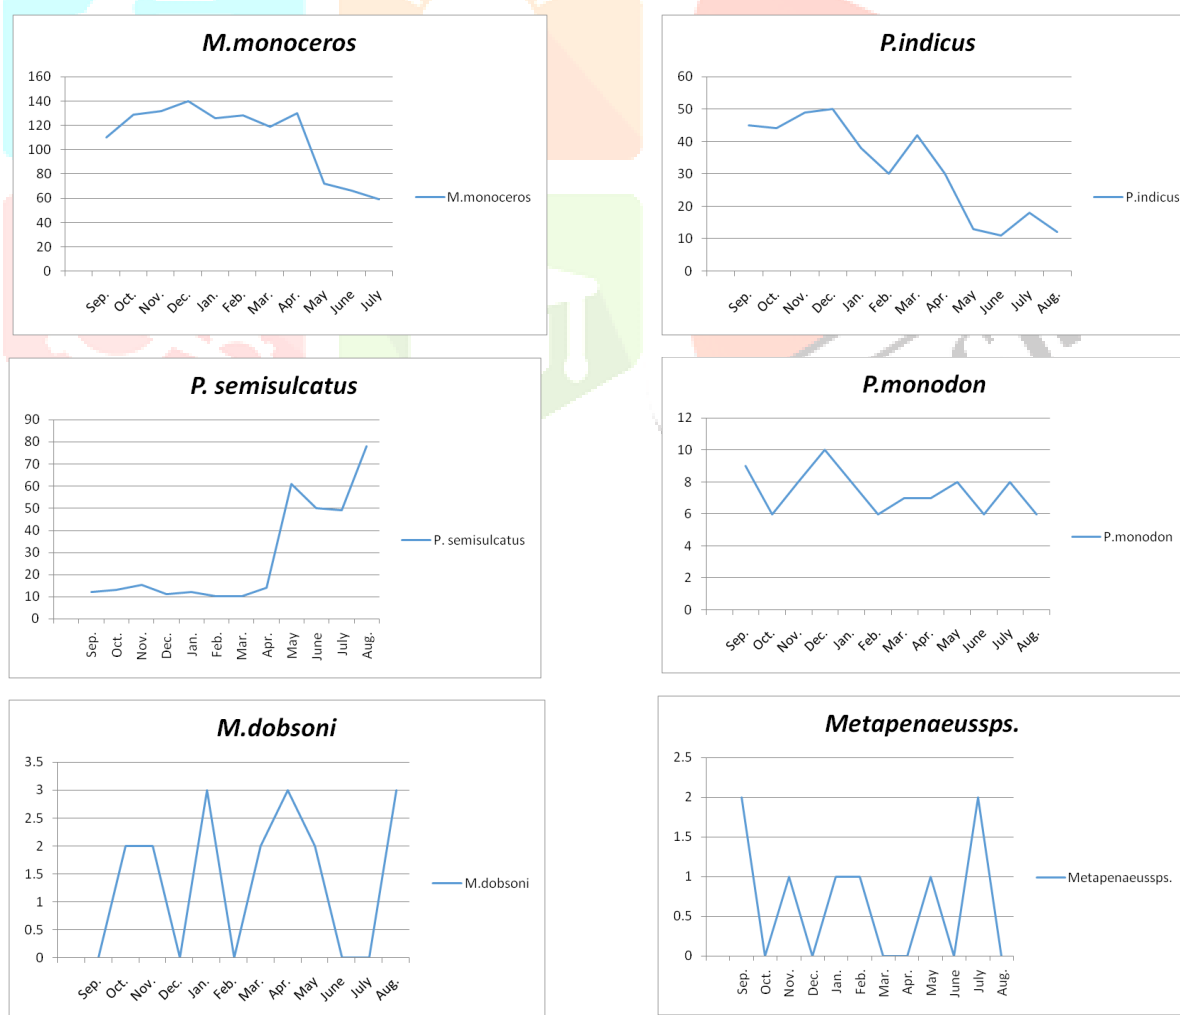 M.monoceros
160
140
120
100
80
60
40
20
0
Sep. Oct. Nov. Dec. Jan. Feb. Mar. Apr. May June July
M.monoceros
P.indicus
60
50
40
30
20
10
0
Sep. Oct. Nov. Dec. Jan. Feb. Mar. Apr. May June July Aug.
P.indicus
P. semisulcatus
90
80
70
60
50
40
30
20
10
0
Sep. Oct. Nov. Dec. Jan. Feb. Mar. Apr. May June July Aug.
P. semisulcatus
P.monodon
12
10
8
6
4
2
0
Sep. Oct. Nov. Dec. Jan. Feb. Mar. Apr. May June July Aug.
P.monodon
M.dobsoni
3.5
3
2.5
2
1.5
1
0.5
0
Sep. Oct. Nov. Dec. Jan. Feb. Mar. Apr. May June July Aug.
M.dobsoni
Metapenaeussps.
2.5
2
1.5
1
0.5
0
Sep. Oct. Nov. Dec. Jan. Feb. Mar. Apr. May June July Aug.
Metapenaeussps.